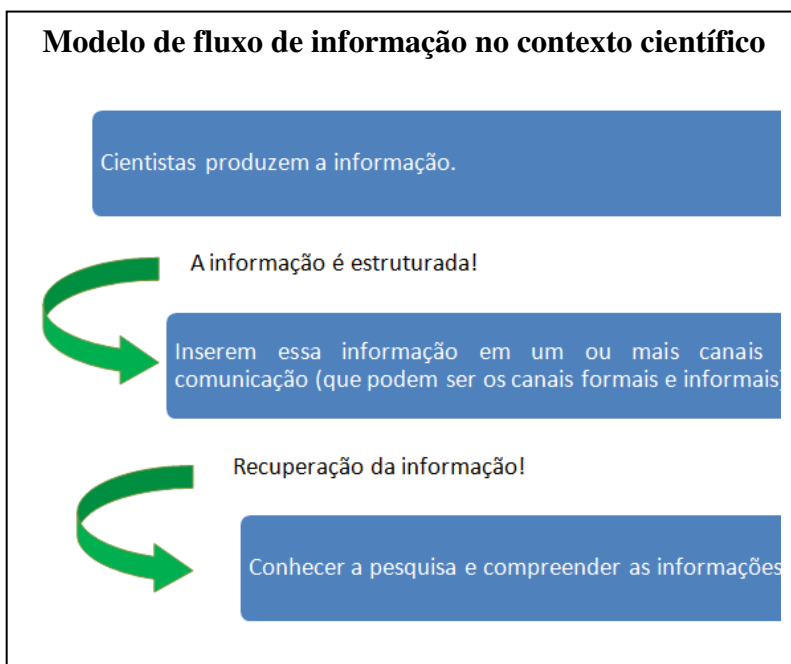 Modelo de fluxo de informação no contexto científico
Cientistas produzem a informação.
A informação é estruturada!
Inserem essa informação em um ou mais canais
comunicação (que podem ser os canais formais e informais)
Recuperação da informação!
Conhecer a pesquisa e compreender as informações